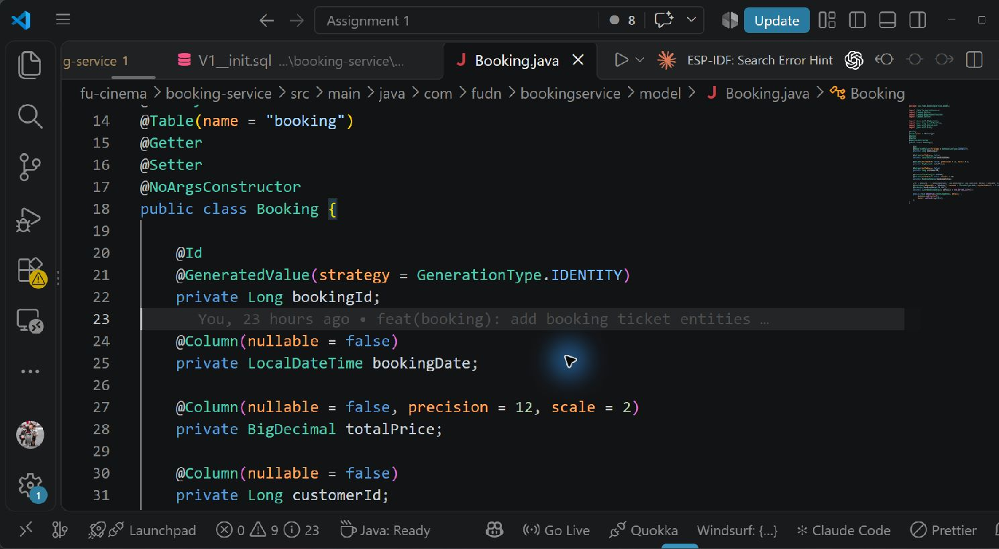 Assignment 1
8
Update
g-service 1
V1__init.sql ...\booking-service\...
Booking.java
ESP-IDF: Search Error Hint
fu-cinema > booking-service > src > main > java > com > fudn > bookingservice > model > Booking.java > Booking
14 @Table(name = "booking")
15 @Getter
16 @Setter
17 @NoArgsConstructor
18 public class Booking {
19
20 @Id
21 @GeneratedValue(strategy = GenerationType.IDENTITY)
22 private Long bookingId;
23 You, 23 hours ago • feat(booking): add booking ticket entities …
24 @Column(nullable = false)
25 private LocalDateTime bookingDate;
26
27 @Column(nullable = false, precision = 12, scale = 2)
28 private BigDecimal totalPrice;
29
30 @Column(nullable = false)
31 private Long customerId;
1
Launchpad
0 9 23
Java: Ready
Go Live
Quokka
Windsurf: {...}
Claude Code
Prettier